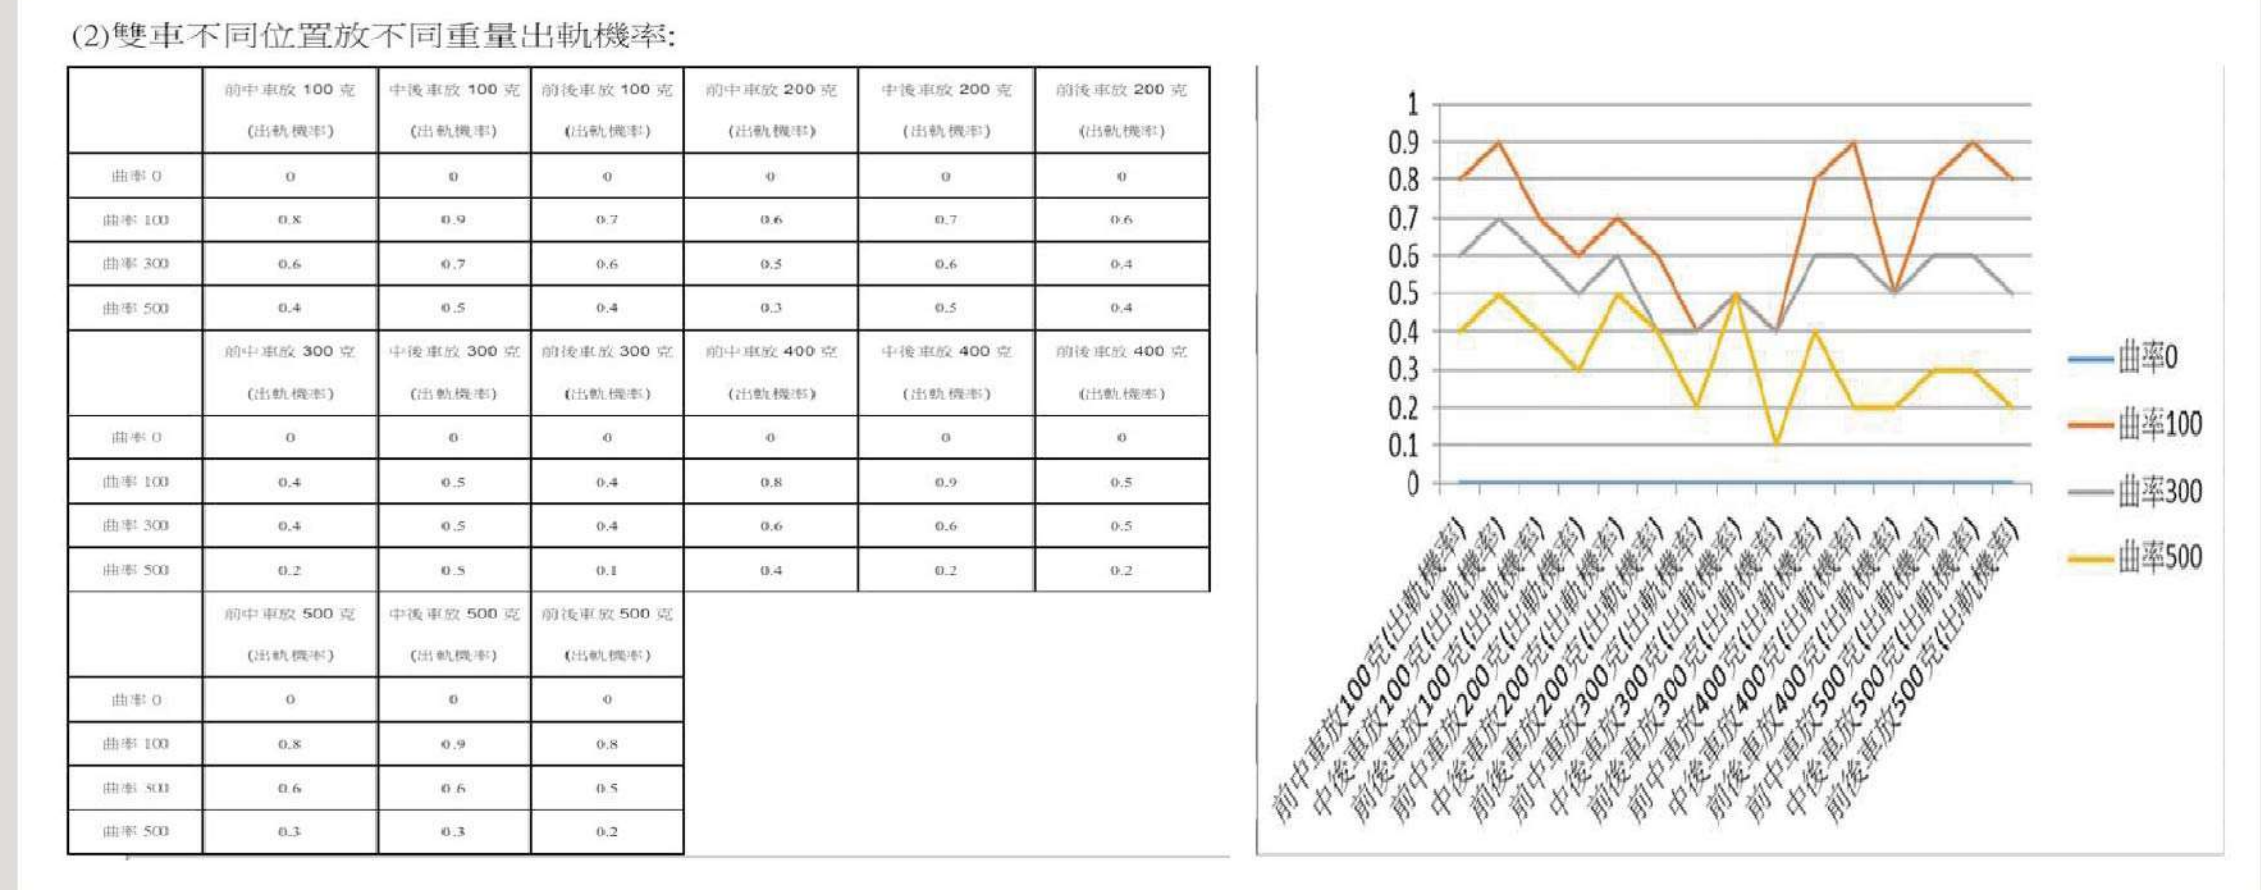 (2)雙車不同位置放不同重量出軌機率:
前中車放 100 克 中後車放 100 克 前後車放 100 克 前中車放 200 克 中後車放 200 克 前後車放 200 克
(出軌機率) (出軌機率) (出軌機率) (出軌機率) (出軌機率) (出軌機率)
曲率 0 0 0 0 0 0 0
曲率 100 0.8 0.9 0.7 0.6 0.7 0.6
曲率 300 0.6 0.7 0.6 0.5 0.6 0.4
曲率 500 0.4 0.5 0.4 0.3 0.5 0.4
前中車放 300 克 中後車放 300 克 前後車放 300 克 前中車放 400 克 中後車放 400 克 前後車放 400 克
(出軌機率) (出軌機率) (出軌機率) (出軌機率) (出軌機率) (出軌機率)
曲率 0 0 0 0 0 0 0
曲率 100 0.4 0.5 0.4 0.8 0.9 0.5
曲率 300 0.4 0.5 0.4 0.6 0.6 0.5
曲率 500 0.2 0.5 0.1 0.4 0.2 0.2
前中車放 500 克 中後車放 500 克 前後車放 500 克
(出軌機率) (出軌機率) (出軌機率)
曲率 0 0 0 0
曲率 100 0.8 0.9 0.8
曲率 300 0.6 0.6 0.5
曲率 500 0.3 0.3 0.2
1
0.9
0.8
0.7
0.6
0.5
0.4
0.3
0.2
0.1
0
前中車放100克(出軌機率)
中後車放100克(出軌機率)
前後車放100克(出軌機率)
前中車放200克(出軌機率)
中後車放200克(出軌機率)
前後車放200克(出軌機率)
前中車放300克(出軌機率)
中後車放300克(出軌機率)
前後車放300克(出軌機率)
前中車放400克(出軌機率)
中後車放400克(出軌機率)
前後車放400克(出軌機率)
前中車放500克(出軌機率)
中後車放500克(出軌機率)
前後車放500克(出軌機率)
曲率0
曲率100
曲率300
曲率500